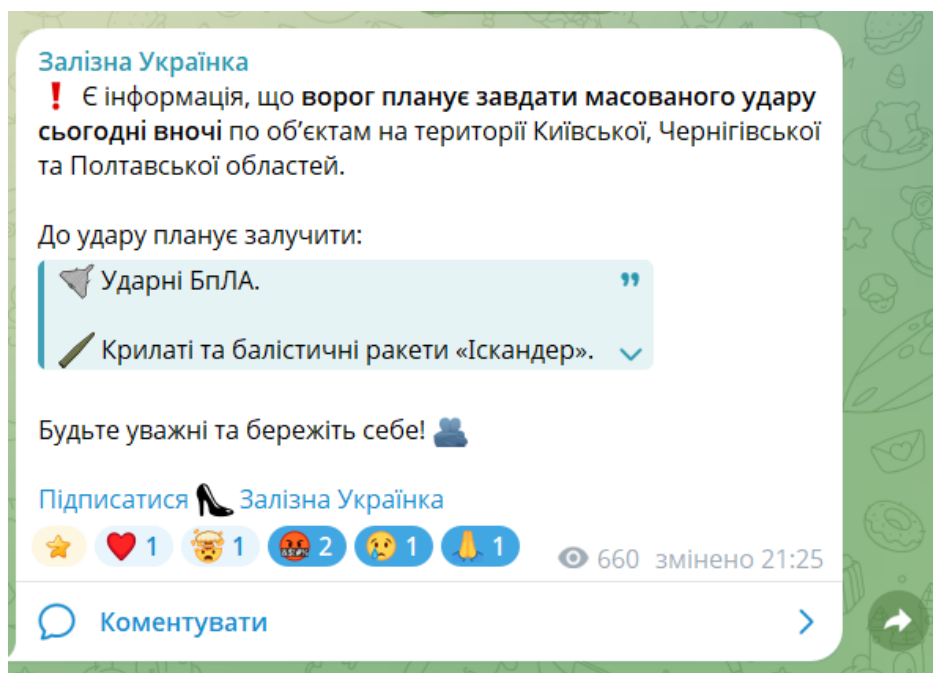 Залізна Українка
❗ Є інформація, що ворог планує завдати масованого удару
сьогодні вночі по об’єктам на території Київської, Чернігівської
та Полтавської областей.
До удару планує залучити:
Ударні БпЛА.
Крилаті та балістичні ракети «Іскандер».
Будьте уважні та бережіть себе! 🫂
Підписатися 👠 Залізна Українка
⭐ ❤️ 1 🤯 1 🤬 2 😢 1 🙏 1 660 змінено 21:25
Коментувати